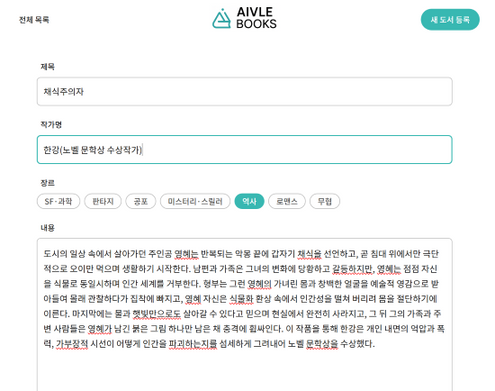 전체 목록
AIVLE
BOOKS
새 도서 등록
제목
채식주의자
작가명
한강(노벨 문학상 수상작가)
장르
SF·과학 판타지 공포 미스터리·스릴러 역사 로맨스 무협
내용
도시의 일상 속에서 살아가던 주인공 영혜는 반복되는 악몽 끝에 갑자기 채식을 선언하고, 곧 침대 위에서만 극단
적으로 오이만 먹으며 생활하기 시작한다. 남편과 가족은 그녀의 변화에 당황하고 갈등하지만, 영혜는 점점 자신
을 식물로 동일시하며 인간 세계를 거부한다. 형부는 그런 영혜의 가녀린 몸과 창백한 얼굴을 예술적 영감으로 받
아들여 몰래 관찰하다가 집착에 빠지고, 영혜 자신은 식물화 환상 속에서 인간성을 떨쳐 버리려 몸을 절단하기에
이른다. 마지막에는 물과 햇빛만으로도 살아갈 수 있다고 믿으며 현실에서 완전히 사라지고, 그 뒤 그의 가족과 주
변 사람들은 영혜가 남긴 붉은 그림 하나만 남은 채 충격에 휩싸인다. 이 작품을 통해 한강은 개인 내면의 억압과 폭
력, 가부장적 시선이 어떻게 인간을 파괴하는지를 섬세하게 그려내어 노벨 문학상을 수상했다.